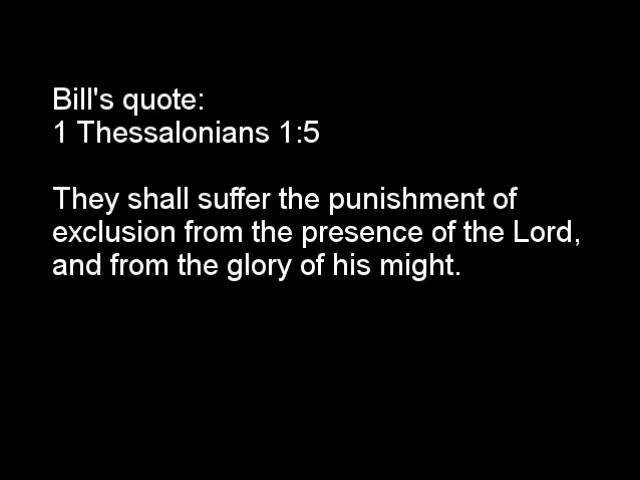 Bill's quote:
1 Thessalonians 1:5
They shall suffer the punishment of
exclusion from the presence of the Lord,
and from the glory of his might.